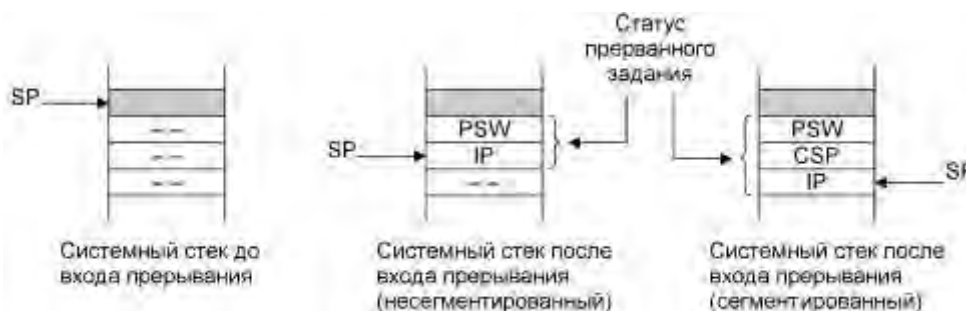 Статус
прерванного
задания
SP
– –
– –
– –
SP
PSW
IP
– –
PSW
CSP
IP
SP
Системный стек до
входа прерывания
Системный стек после
входа прерывания
(несегментированный)
Системный стек после
входа прерывания
(сегментированный)